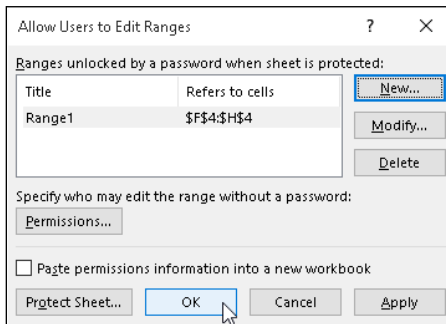 Allow Users to Edit Ranges ? ×
Ranges unlocked by a password when sheet is protected:
Title Refers to cells New...
Range1 $F$4:$H$4
Modify...
Delete
Specify who may edit the range without a password:
Permissions...
Paste permissions information into a new workbook
Protect Sheet... OK Cancel Apply